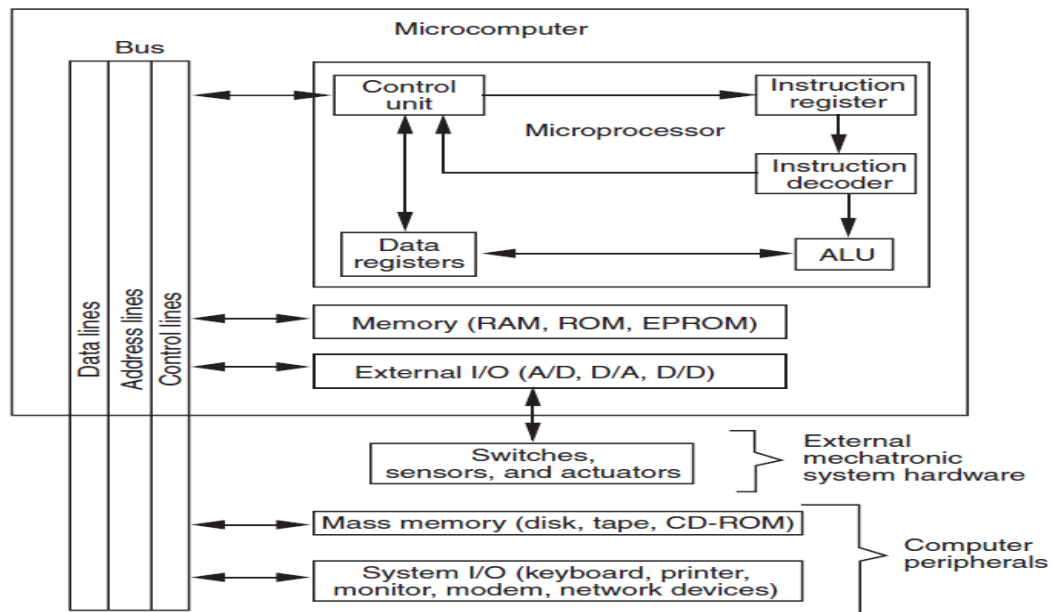 Microcomputer
Bus
Control
unit
Instruction
register
Microprocessor
Instruction
decoder
Data
registers
ALU
Data lines
Address lines
Control lines
Memory (RAM, ROM, EPROM)
External I/O (A/D, D/A, D/D)
Switches,
sensors, and actuators
External
mechatronic
system hardware
Mass memory (disk, tape, CD-ROM)
System I/O (keyboard, printer,
monitor, modem, network devices)
Computer
peripherals